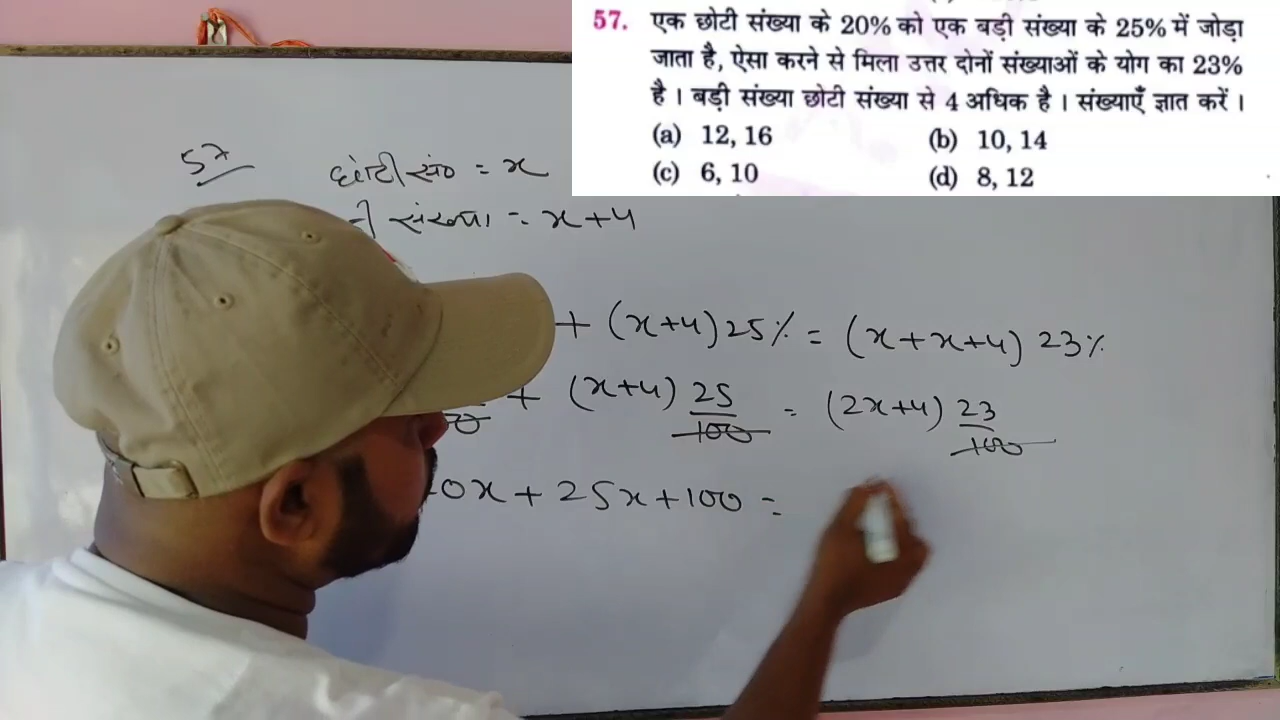 57. एक छोटी संख्या के 20% को एक बड़ी संख्या के 25% में जोड़ा
जाता है, ऐसा करने से मिला उत्तर दोनों संख्याओं के योग का 23%
है । बड़ी संख्या छोटी संख्या से 4 अधिक है । संख्याएँ ज्ञात करें ।
(a) 12, 16 (b) 10, 14
(c) 6, 10 (d) 8, 12
57
छोटी सं० = x
संख्या = x+4
+ (x+4) 25% = (x+x+4) 23%
+ (x+4) 25/100 = (2x+4) 23/100
0x + 25x + 100 =